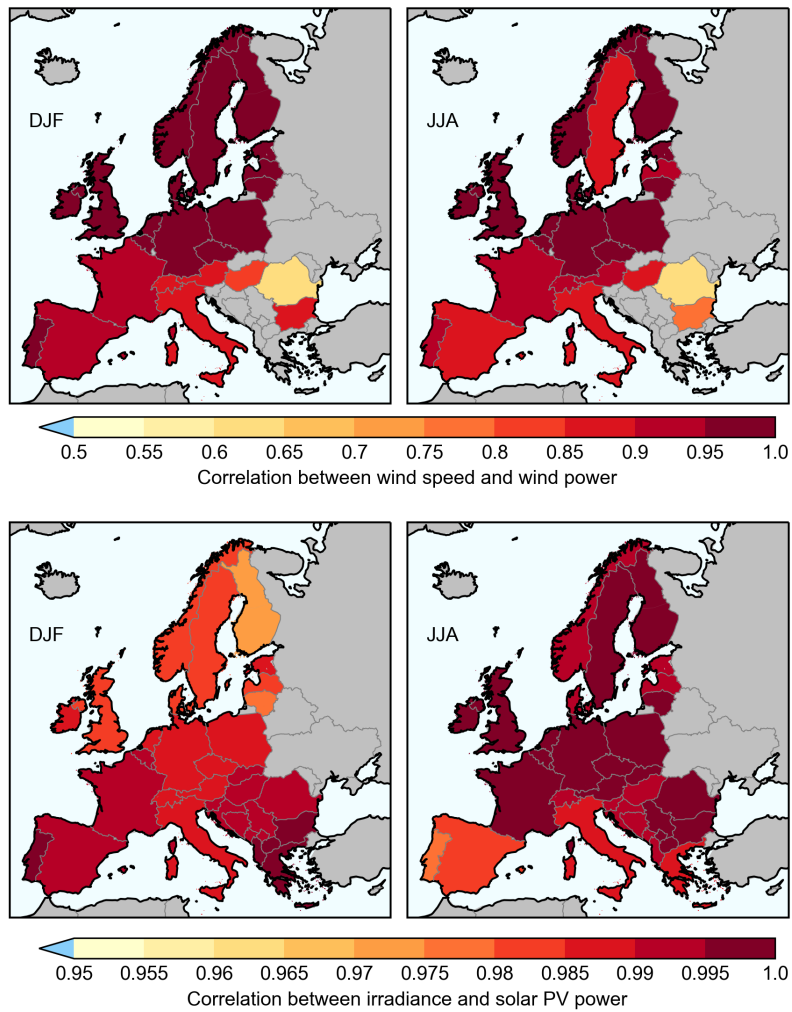 DJF
JJA
0.5 0.55 0.6 0.65 0.7 0.75 0.8 0.85 0.9 0.95 1.0
Correlation between wind speed and wind power
DJF
JJA
0.95 0.955 0.96 0.965 0.97 0.975 0.98 0.985 0.99 0.995 1.0
Correlation between irradiance and solar PV power